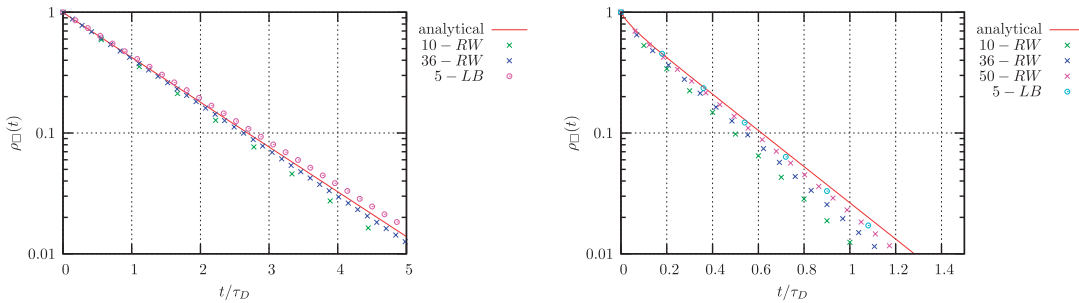 analytical
10 − RW
36 − RW
5 − LB
1
0.1
0.01
ρ□(t)
0 1 2 3 4 5
t/τD
analytical
10 − RW
36 − RW
50 − RW
5 − LB
1
0.1
0.01
ρ□(t)
0 0.2 0.4 0.6 0.8 1 1.2 1.4
t/τD